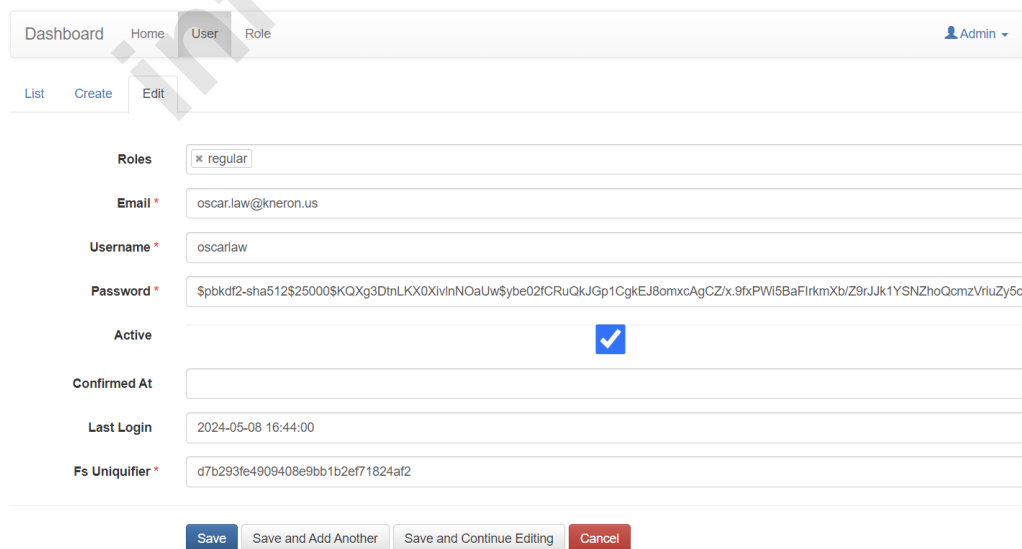 Dashboard Home User Role Admin
List Create Edit
Roles × regular
Email * oscar.law@kneron.us
Username * oscarlaw
Password * $pbkdf2-sha512$25000$KQXg3DtnLKX0XivlnNOaUw$ybe02fCRuQkJGp1CgkEJ8omxcAgCZ/x.9fxPWi5BaFIrkmXb/Z9rJJk1YSNZhoQcmzVriuZy5c
Active
Confirmed At
Last Login 2024-05-08 16:44:00
Fs Uniquifier * d7b293fe4909408e9bb1b2ef71824af2
Save Save and Add Another Save and Continue Editing Cancel